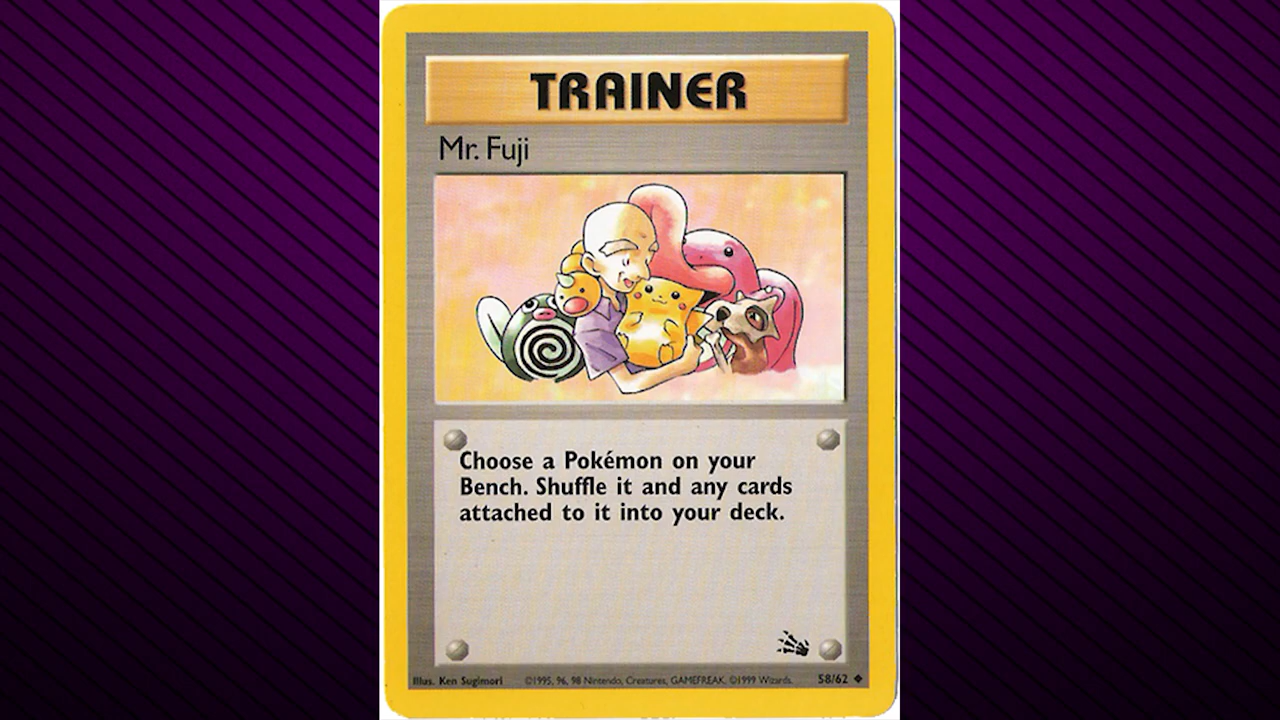 TRAINER
Mr. Fuji
Choose a Pokémon on your
Bench. Shuffle it and any cards
attached to it into your deck.
Illus. Ken Sugimori ©1995, 96, 98 Nintendo, Creatures, GAMEFREAK. ©1999 Wizards. 58/62